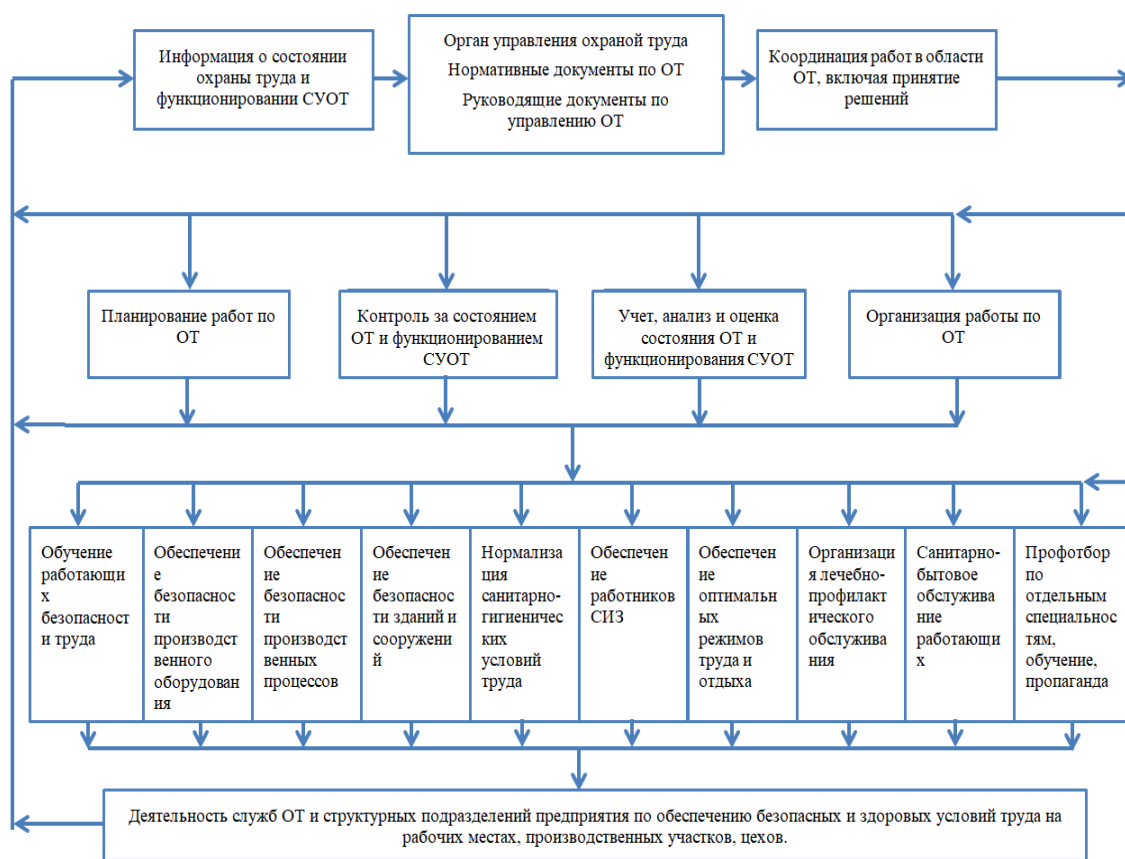 Информация о состоянии
охраны труда и
функционировании СУОТ
Орган управления охраной труда
Нормативные документы по ОТ
Руководящие документы по
управлению ОТ
Координация работ в области
ОТ, включая принятие
решений
Планирование работ по
ОТ
Контроль за состоянием
ОТ и функционированием
СУОТ
Учет, анализ и оценка
состояния ОТ и
функционирования СУОТ
Организация работы по
ОТ
Обучение
работающи
х
безопасност
и труда
Обеспечени
е
безопасност
и
производст
венного
оборудова
ния
Обеспечен
ие
безопасност
и
производст
венных
процессов
Обеспечен
ие
безопасност
и зданий и
сооружени
й
Нормализа
ция
санитарно-
гигиеничес
ких
условий
труда
Обеспечен
ие
работников
СИЗ
Обеспечен
ие
оптимальн
ых
режимов
труда и
отдыха
Организаци
я лечебно-
профилакт
ического
обслужива
ния
Санитарно-
бытовое
обслужива
ние
работающи
х
Профотбор
по
отдельным
специальнос
тям,
обучение,
пропаганда
Деятельность служб ОТ и структурных подразделений предприятия по обеспечению безопасных и здоровых условий труда на
рабочих местах, производственных участков, цехов.